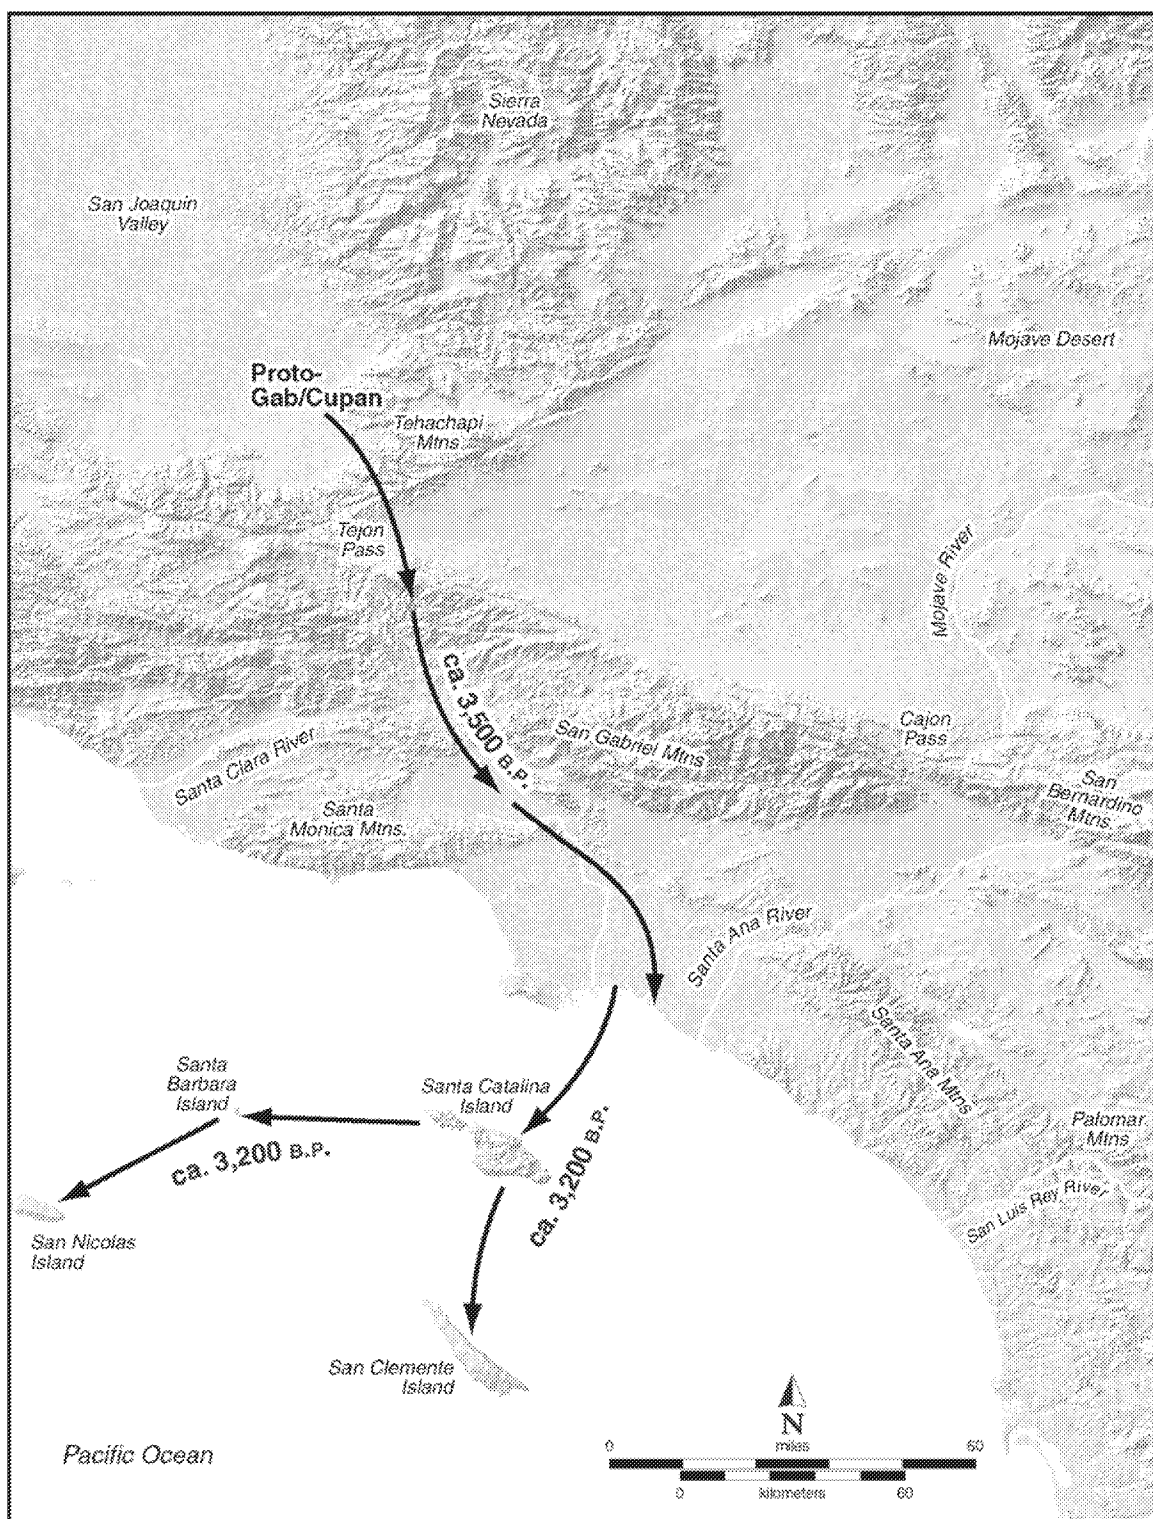 Sierra
Nevada
San Joaquin
Valley
Mojave Desert
Proto-
Gab/Cupan
Tehachapi
Mtns.
Tejon
Pass
Mojave River
ca. 3,500 B.P.
San Gabriel Mtns
Cajon
Pass
Santa Clara River
San
Bernardino
Mtns.
Santa
Monica Mtns.
Santa Ana River
Santa Ana Mtns
Santa
Barbara
Island
Santa Catalina
Island
ca. 3,200 B.P.
ca. 3,200 B.P.
Palomar
Mtns
San Luis Rey River
San Nicolas
Island
San Clemente
Island
Pacific Ocean
N
0 miles 60
0 kilometers 60